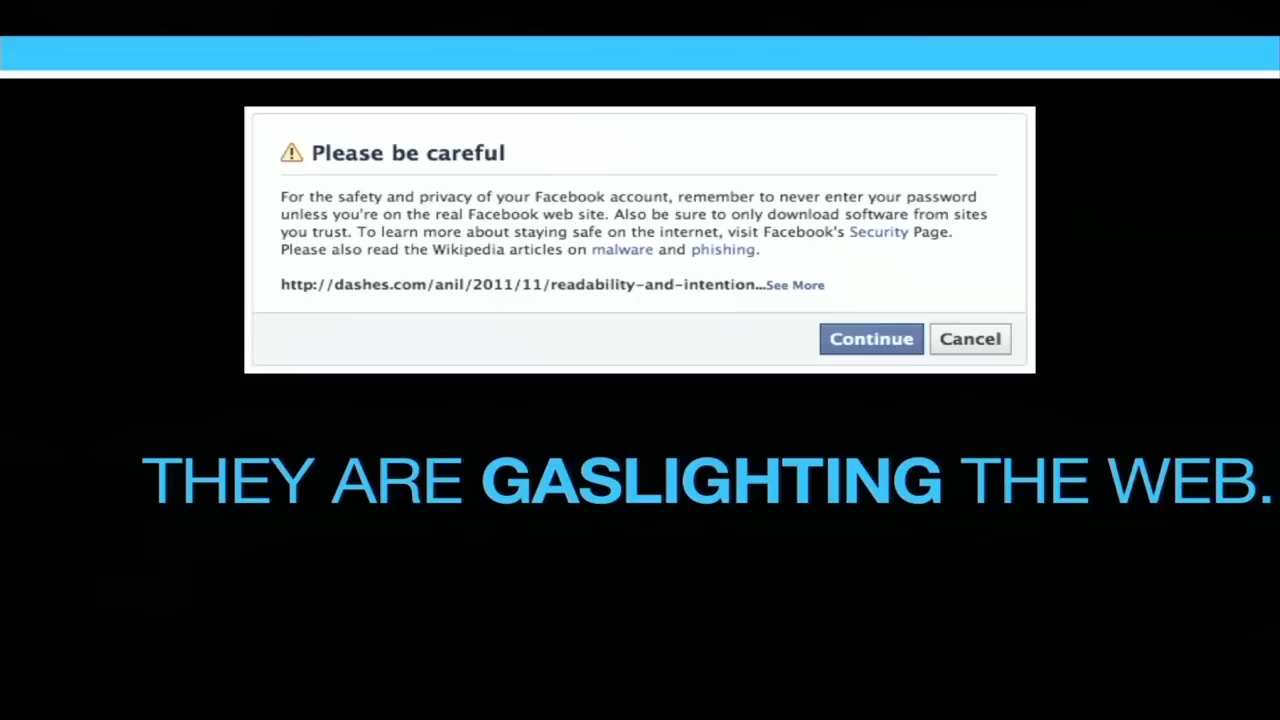 Please be careful
For the safety and privacy of your Facebook account, remember to never enter your password
unless you're on the real Facebook web site. Also be sure to only download software from sites
you trust. To learn more about staying safe on the internet, visit Facebook's Security Page.
Please also read the Wikipedia articles on malware and phishing.
http://dashes.com/anil/2011/11/readability-and-intention...See More
Continue Cancel
THEY ARE GASLIGHTING THE WEB.